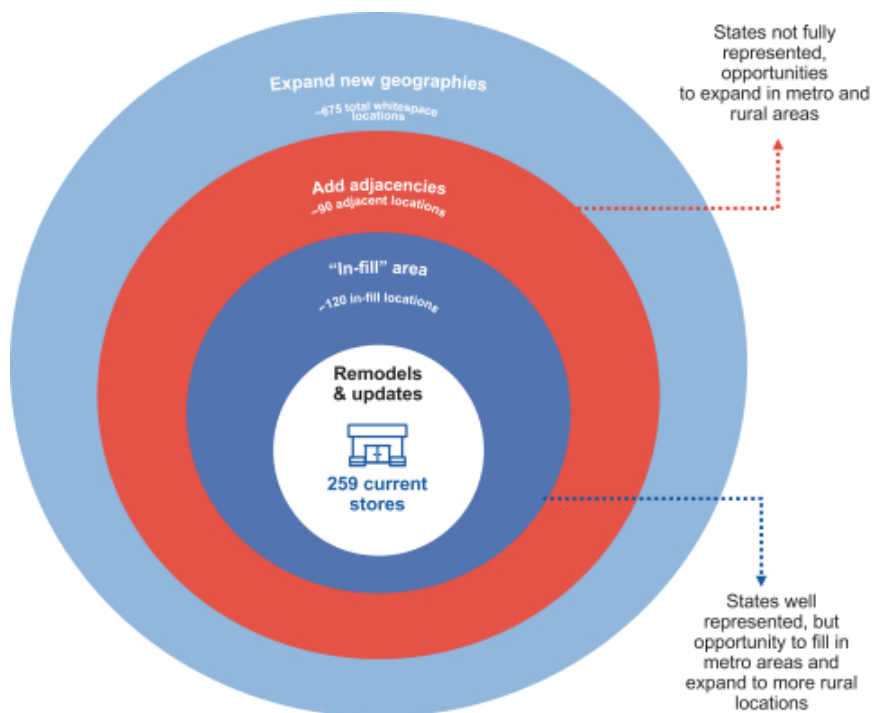 Expand new geographies
~675 total whitespace
locations
Add adjacencies
~90 adjacent locations
“In-fill” area
~120 in-fill locations
Remodels
& updates
259 current
stores
States not fully
represented,
opportunities
to expand in metro and
rural areas
States well
represented, but
opportunity to fill in
metro areas and
expand to more rural
locations